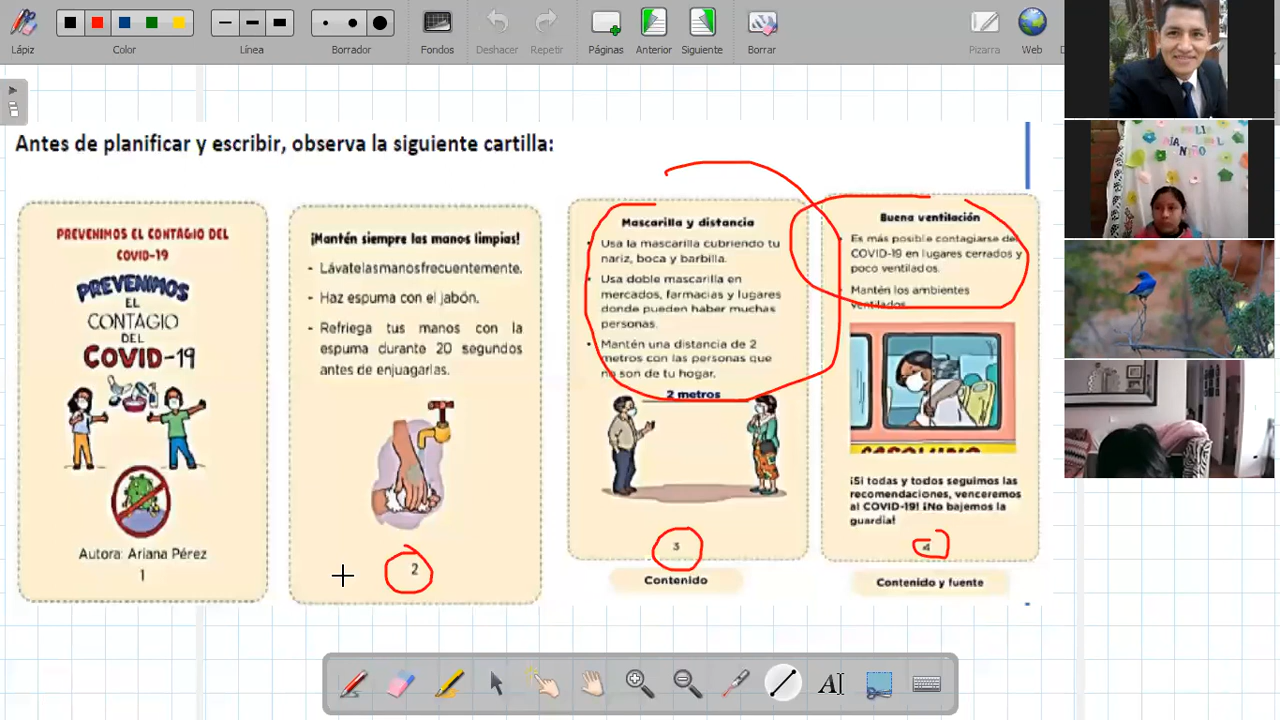 Lápiz
Color
Línea
Borrador
Fondos
Deshacer
Repetir
Páginas
Anterior
Siguiente
Borrar
Pizarra
Web
Antes de planificar y escribir, observa la siguiente cartilla:
PREVENIMOS EL CONTAGIO DEL
COVID-19
PREVENIMOS
EL
CONTAGIO
DEL
COVID-19
Autora: Ariana Pérez
1
¡Mantén siempre las manos limpias!
- Lávatelasmanosfrecuentemente.
- Haz espuma con el jabón.
- Refriega tus manos con la
espuma durante 20 segundos
antes de enjuagarlas.
2
Mascarilla y distancia
• Usa la mascarilla cubriendo tu
nariz, boca y barbilla.
• Usa doble mascarilla en
mercados, farmacias y lugares
donde pueden haber muchas
personas.
• Mantén una distancia de 2
metros con las personas que
no son de tu hogar.
2 metros
3
Contenido
Buena ventilación
• Es más posible contagiarse del
COVID-19 en lugares cerrados y
poco ventilados.
• Mantén los ambientes
ventilados.
¡Si todas y todos seguimos las
recomendaciones, venceremos
al COVID-19! ¡No bajemos la
guardia!
4
Contenido y fuente
DEL
NIÑO